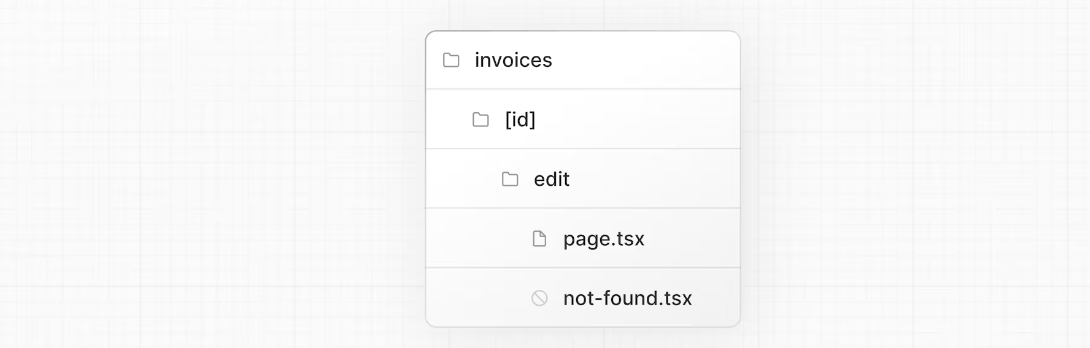 invoices
[id]
edit
page.tsx
not-found.tsx